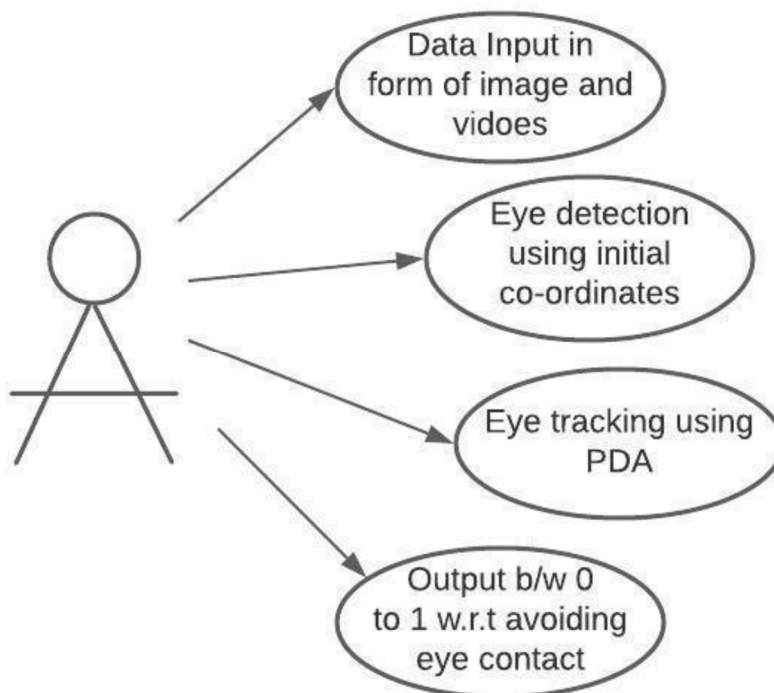 Data Input in
form of image and
vidoes
Eye detection
using initial
co-ordinates
Eye tracking using
PDA
Output b/w 0
to 1 w.r.t avoiding
eye contact